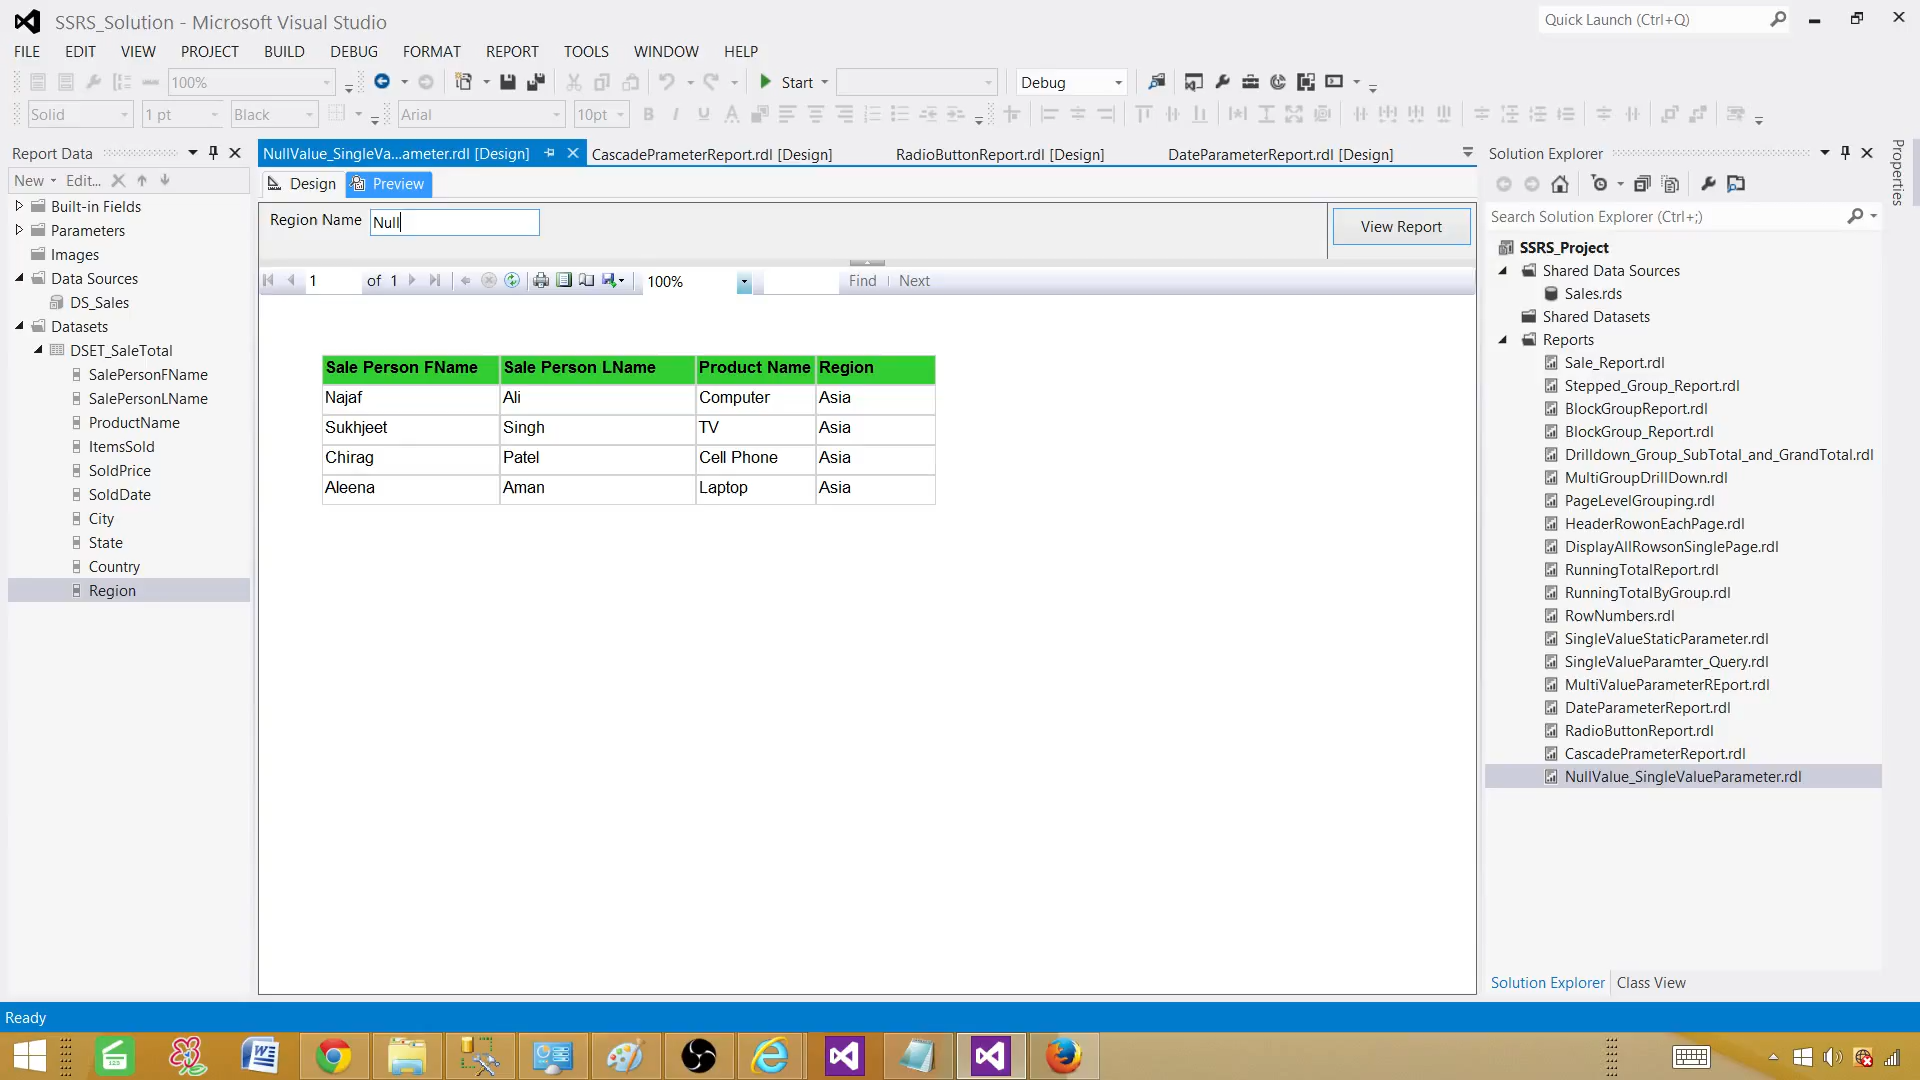 SSRS_Solution - Microsoft Visual Studio
Quick Launch (Ctrl+Q)
FILE EDIT VIEW PROJECT BUILD DEBUG FORMAT REPORT TOOLS WINDOW HELP
100% Start Debug
Solid 1 pt Black Arial 10pt
Report Data
New Edit...
Built-in Fields
Parameters
Images
Data Sources
DS_Sales
Datasets
DSET_SaleTotal
SalePersonFName
SalePersonLName
ProductName
ItemsSold
SoldPrice
SoldDate
City
State
Country
Region
NullValue_SingleVa...ameter.rdl [Design] CascadePrameterReport.rdl [Design] RadioButtonReport.rdl [Design] DateParameterReport.rdl [Design]
Design Preview
Region Name Null View Report
1 of 1 100% Find Next
Sale Person FName Sale Person LName Product Name Region
Najaf Ali Computer Asia
Sukhjeet Singh TV Asia
Chirag Patel Cell Phone Asia
Aleena Aman Laptop Asia
Solution Explorer
Search Solution Explorer (Ctrl+;)
SSRS_Project
Shared Data Sources
Sales.rds
Shared Datasets
Reports
Sale_Report.rdl
Stepped_Group_Report.rdl
BlockGroupReport.rdl
BlockGroup_Report.rdl
Drilldown_Group_SubTotal_and_GrandTotal.rdl
MultiGroupDrillDown.rdl
PageLevelGrouping.rdl
HeaderRowonEachPage.rdl
DisplayAllRowsonSinglePage.rdl
RunningTotalReport.rdl
RunningTotalByGroup.rdl
RowNumbers.rdl
SingleValueStaticParameter.rdl
SingleValueParamter_Query.rdl
MultiValueParameterREport.rdl
DateParameterReport.rdl
RadioButtonReport.rdl
CascadePrameterReport.rdl
NullValue_SingleValueParameter.rdl
Solution Explorer Class View
Properties
Ready